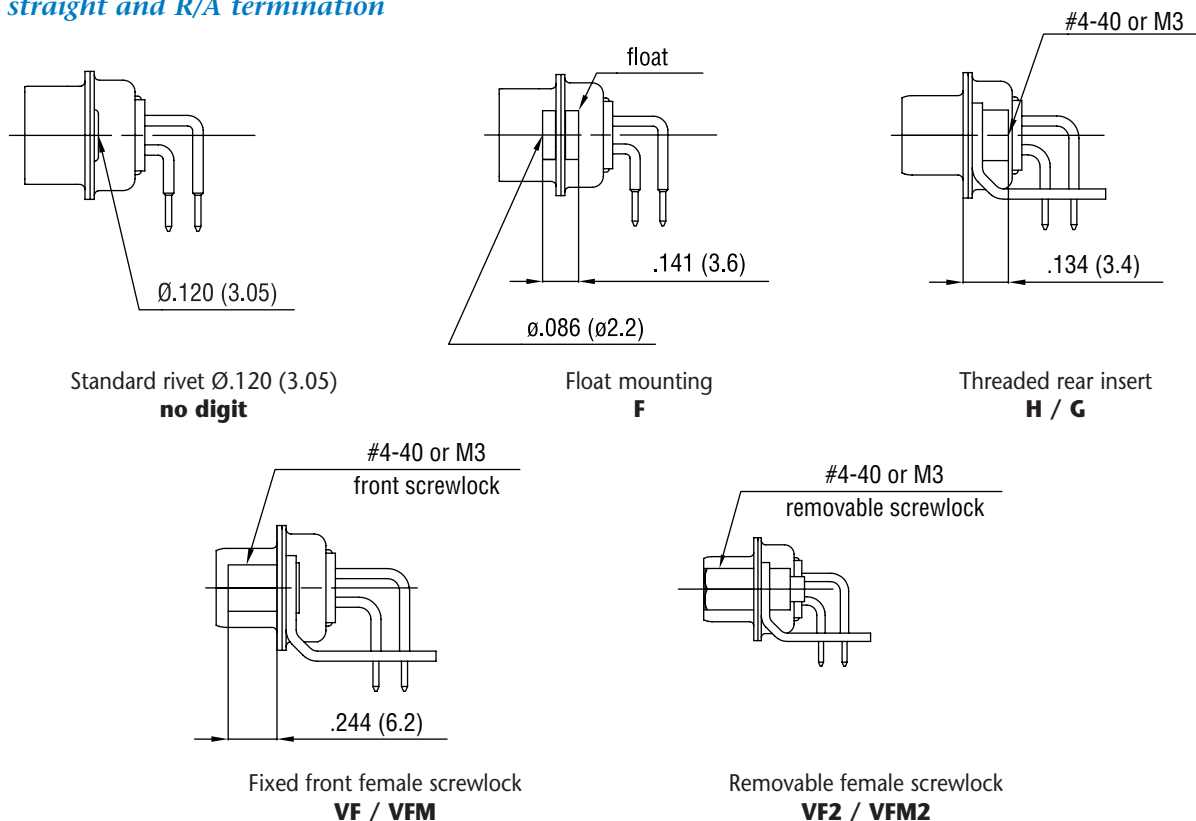 straight and R/A termination
#4-40 or M3
float
Ø.120 (3.05)
.141 (3.6)
ø.086 (ø2.2)
.134 (3.4)
Standard rivet Ø.120 (3.05)
no digit
Float mounting
F
Threaded rear insert
H / G
#4-40 or M3
front screwlock
.244 (6.2)
#4-40 or M3
removable screwlock
Fixed front female screwlock
VF / VFM
Removable female screwlock
VF2 / VFM2